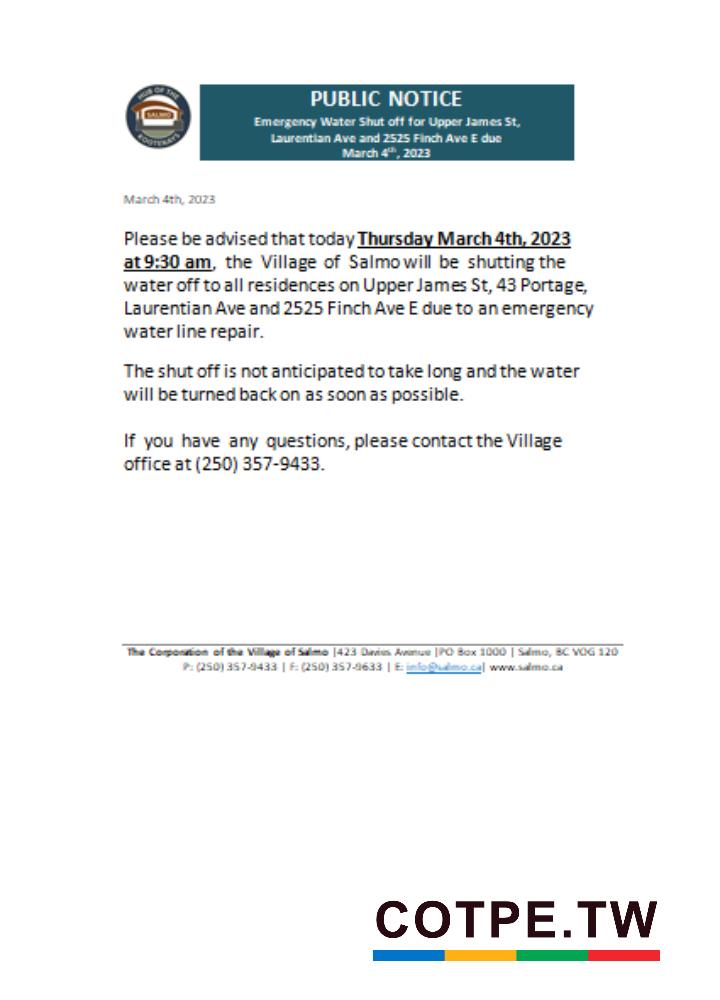 HUB OF THE
SALMO
KOOTENAYS
PUBLIC NOTICE
Emergency Water Shut off for Upper James St,
Laurentian Ave and 2525 Finch Ave E due
March 4th, 2023
March 4th, 2023
Please be advised that today Thursday March 4th, 2023
at 9:30 am, the Village of Salmo will be shutting the
water off to all residences on Upper James St, 43 Portage,
Laurentian Ave and 2525 Finch Ave E due to an emergency
water line repair.
The shut off is not anticipated to take long and the water
will be turned back on as soon as possible.
If you have any questions, please contact the Village
office at (250) 357-9433.
The Corporation of the Village of Salmo |423 Davies Avenue |PO Box 1000 | Salmo, BC V0G 1Z0
P: (250) 357-9433 | F: (250) 357-9633 | E: info@salmo.ca| www.salmo.ca
COTPE.TW